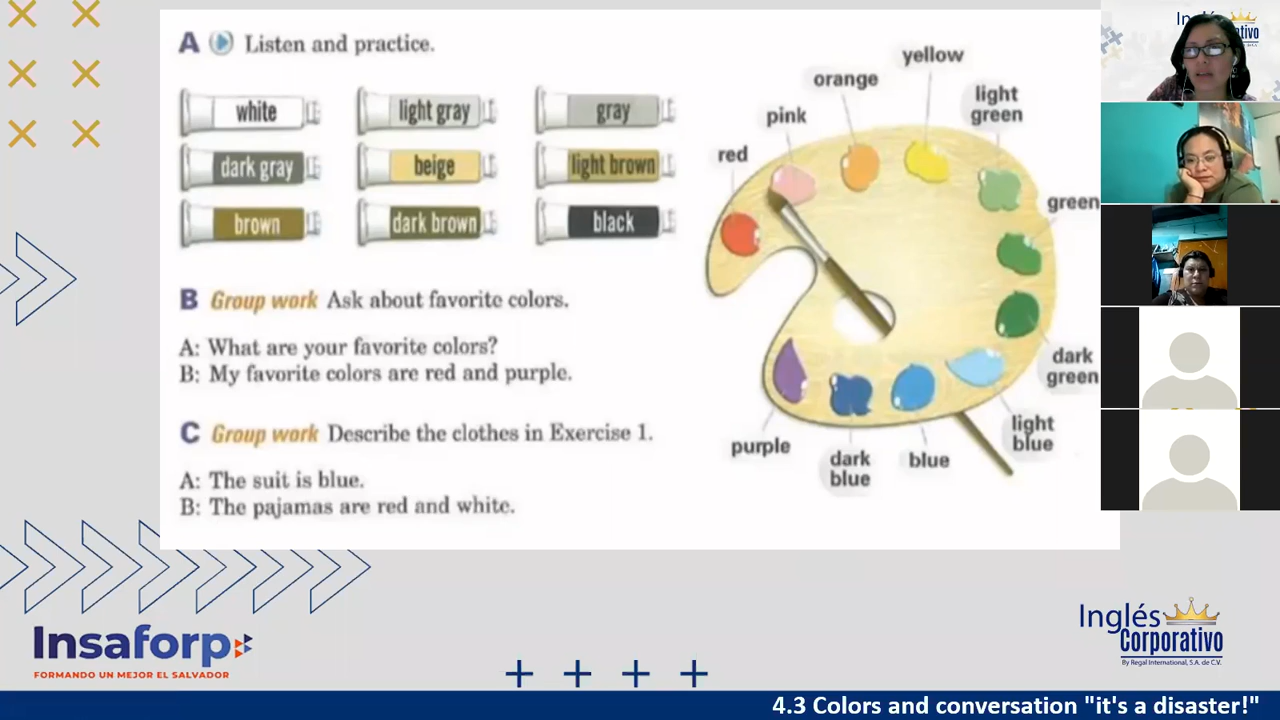 A Listen and practice.
white
light gray
gray
dark gray
beige
light brown
brown
dark brown
black
B Group work Ask about favorite colors.
A: What are your favorite colors?
B: My favorite colors are red and purple.
C Group work Describe the clothes in Exercise 1.
A: The suit is blue.
B: The pajamas are red and white.
red
pink
orange
yellow
light
green
green
dark
green
light
blue
blue
dark
blue
purple
Insaforp
FORMANDO UN MEJOR EL SALVADOR
Inglés
Corporativo
By Regal International, S.A. de C.V.
4.3 Colors and conversation "it's a disaster!"